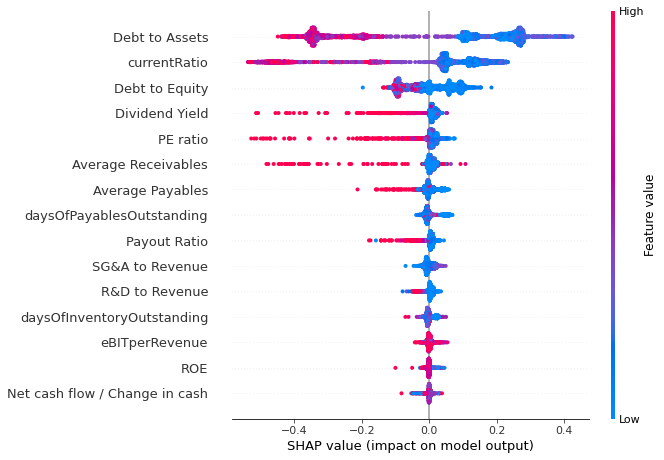 High
Debt to Assets
currentRatio
Debt to Equity
Dividend Yield
PE ratio
Average Receivables
Average Payables
daysOfPayablesOutstanding
Payout Ratio
SG&A to Revenue
R&D to Revenue
daysOfInventoryOutstanding
eBITperRevenue
ROE
Net cash flow / Change in cash
Feature value
Low
−0.4 −0.2 0.0 0.2 0.4
SHAP value (impact on model output)